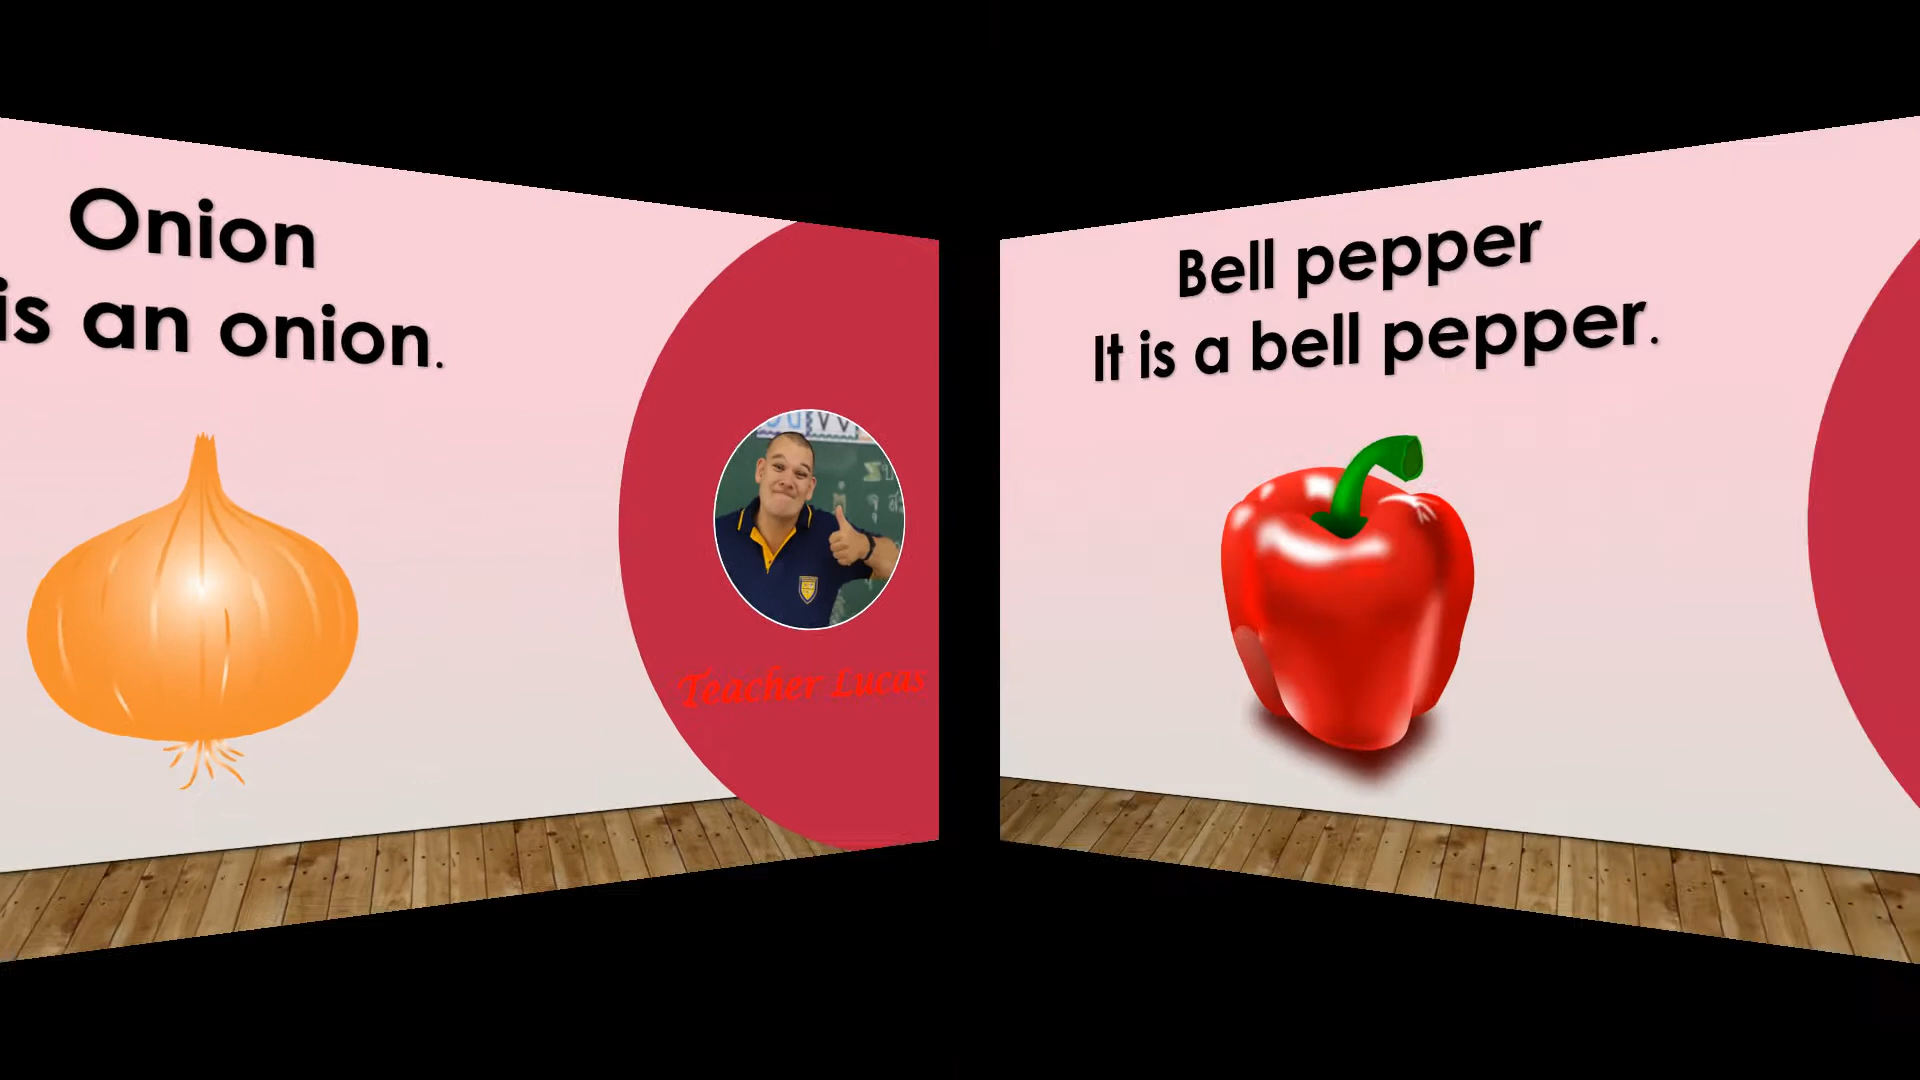 Onion
is an onion.
Teacher Lucas
Bell pepper
It is a bell pepper.